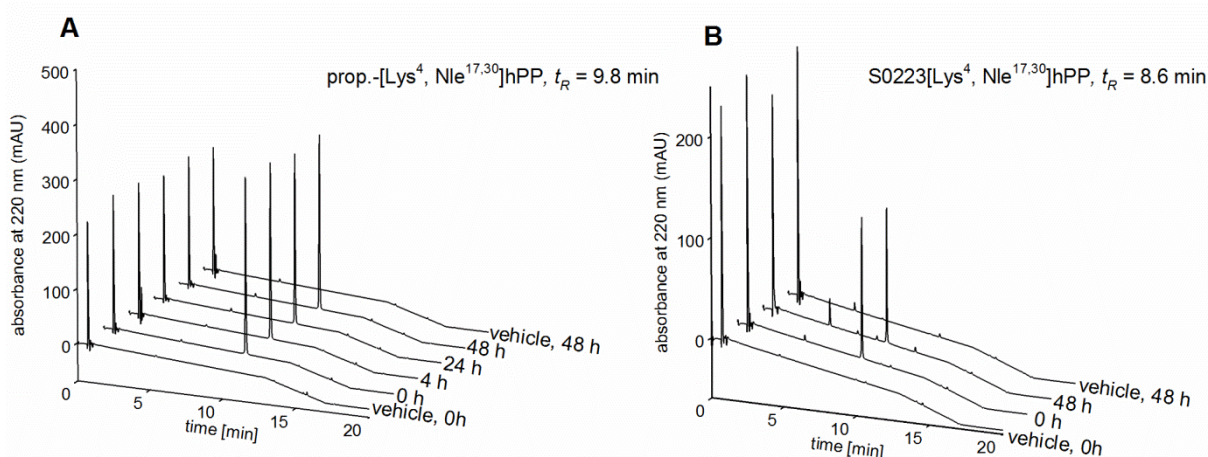 A
prop.-[Lys⁴, Nle¹⁷,³⁰]hPP, t_R = 9.8 min
absorbance at 220 nm (mAU)
500
400
300
200
100
0
0
5
10
15
20
time [min]
vehicle, 48 h
48 h
24 h
4 h
0 h
vehicle, 0h
B
S0223[Lys⁴, Nle¹⁷,³⁰]hPP, t_R = 8.6 min
absorbance at 220 nm (mAU)
200
100
0
0
5
10
15
20
time [min]
vehicle, 48 h
48 h
0 h
vehicle, 0h